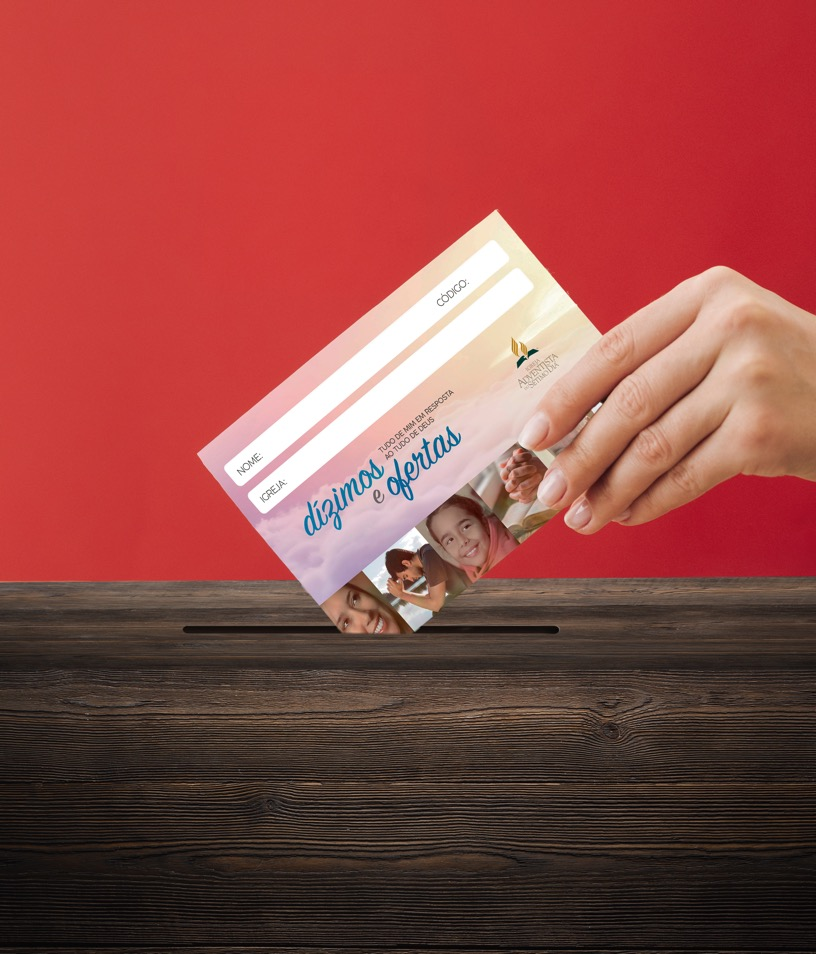 NOME:
CÓDIGO:
IGREJA:
TUDO DE MIM EM RESPOSTA
AO TUDO DE DEUS
dízimos
e ofertas
IGREJA
ADVENTISTA
DO SÉTIMO DIA